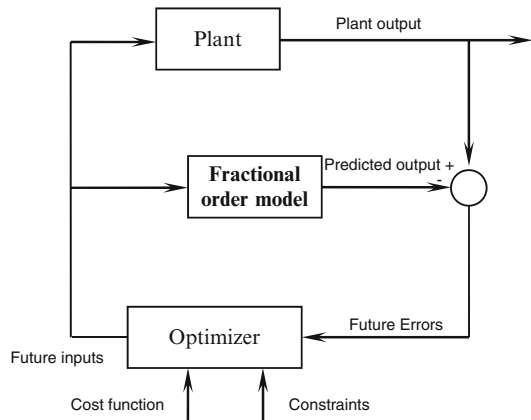 Plant output
Plant
Predicted output +
-
Fractional
order model
Future Errors
Optimizer
Future inputs
Cost function
Constraints